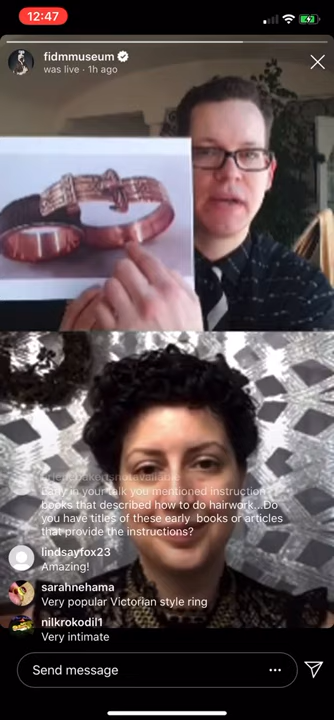 12:47
fidmmuseum
was live · 1h ago
in your talk you mentioned instruction
books that described how to do hairwork...Do
you have titles of these early books or articles
that provide the instructions?
lindsayfox23
Amazing!
sarahnehama
Very popular Victorian style ring
nilkrokodil1
Very intimate
Send message